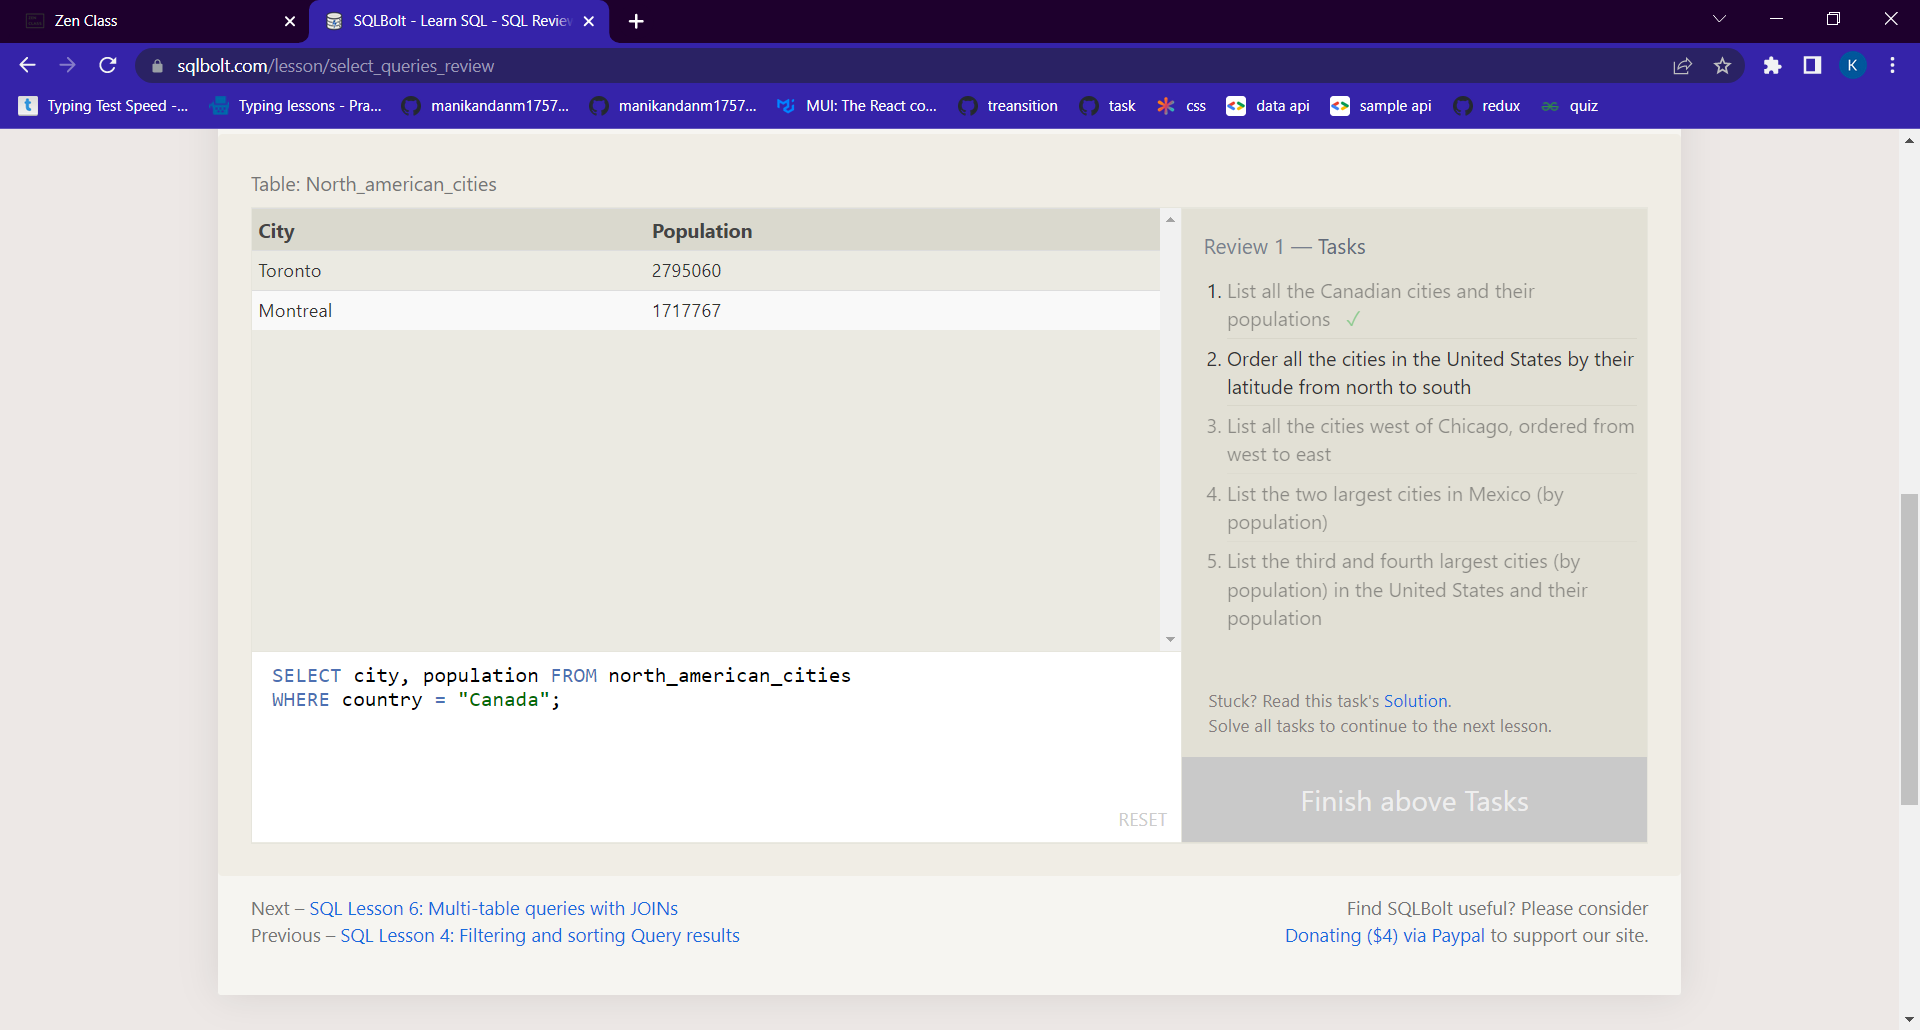 Zen Class
SQLBolt - Learn SQL - SQL Review
sqlbolt.com/lesson/select_queries_review
K
t Typing Test Speed -... Typing lessons - Pra... manikandanm1757... manikandanm1757... MUI: The React co... treansition task css data api sample api redux quiz
Table: North_american_cities
City Population
Toronto 2795060
Montreal 1717767
SELECT city, population FROM north_american_cities
WHERE country = "Canada";
RESET
Review 1 — Tasks
1. List all the Canadian cities and their
populations ✓
2. Order all the cities in the United States by their
latitude from north to south
3. List all the cities west of Chicago, ordered from
west to east
4. List the two largest cities in Mexico (by
population)
5. List the third and fourth largest cities (by
population) in the United States and their
population
Stuck? Read this task's Solution.
Solve all tasks to continue to the next lesson.
Finish above Tasks
Next – SQL Lesson 6: Multi-table queries with JOINs
Previous – SQL Lesson 4: Filtering and sorting Query results
Find SQLBolt useful? Please consider
Donating ($4) via Paypal to support our site.